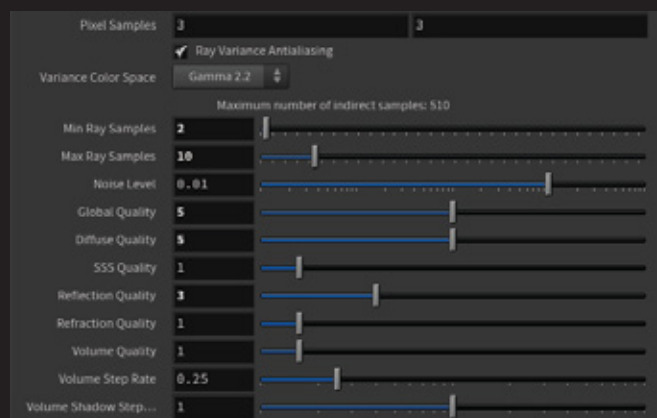 Pixel Samples 3 3
Ray Variance Antialiasing
Variance Color Space Gamma 2.2
Maximum number of indirect samples: 510
Min Ray Samples 2
Max Ray Samples 10
Noise Level 0.01
Global Quality 5
Diffuse Quality 5
SSS Quality 1
Reflection Quality 3
Refraction Quality 1
Volume Quality 1
Volume Step Rate 0.25
Volume Shadow Step... 1